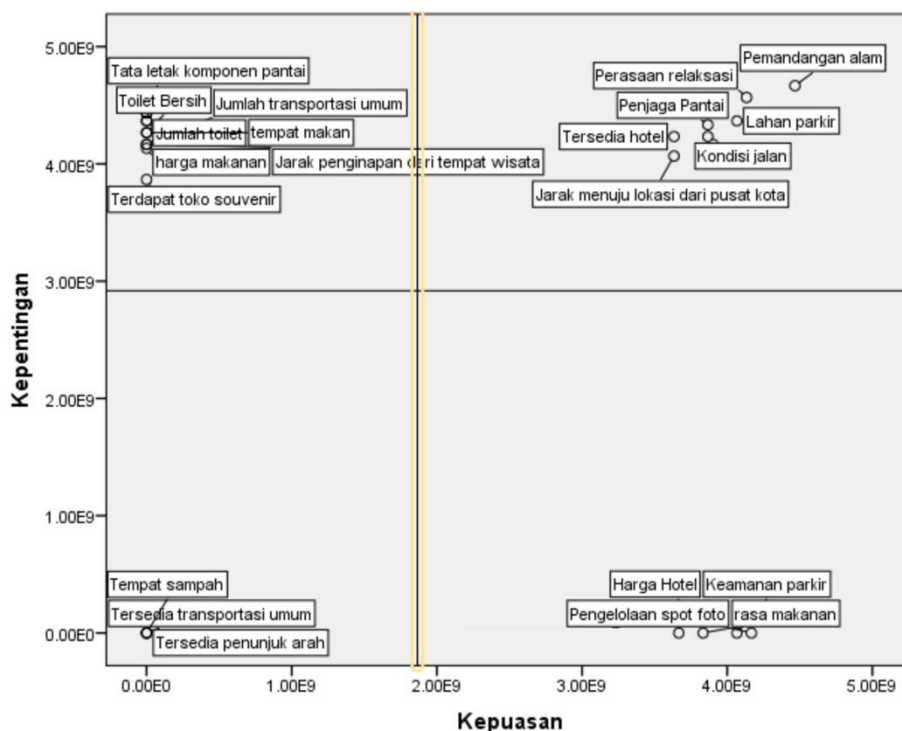 5.00E9
4.00E9
3.00E9
2.00E9
1.00E9
0.00E0
Kepentingan
Tata letak komponen pantai
Toilet Bersih
Jumlah transportasi umum
Jumlah toilet
tempat makan
harga makanan
Jarak penginapan dari tempat wisata
Terdapat toko souvenir
Pemandangan alam
Perasaan relaksasi
Penjaga Pantai
Lahan parkir
Tersedia hotel
Kondisi jalan
Jarak menuju lokasi dari pusat kota
Tempat sampah
Tersedia transportasi umum
Tersedia penunjuk arah
Harga Hotel
Keamanan parkir
Pengelolaan spot foto
rasa makanan
0.00E0
1.00E9
2.00E9
3.00E9
4.00E9
5.00E9
Kepuasan